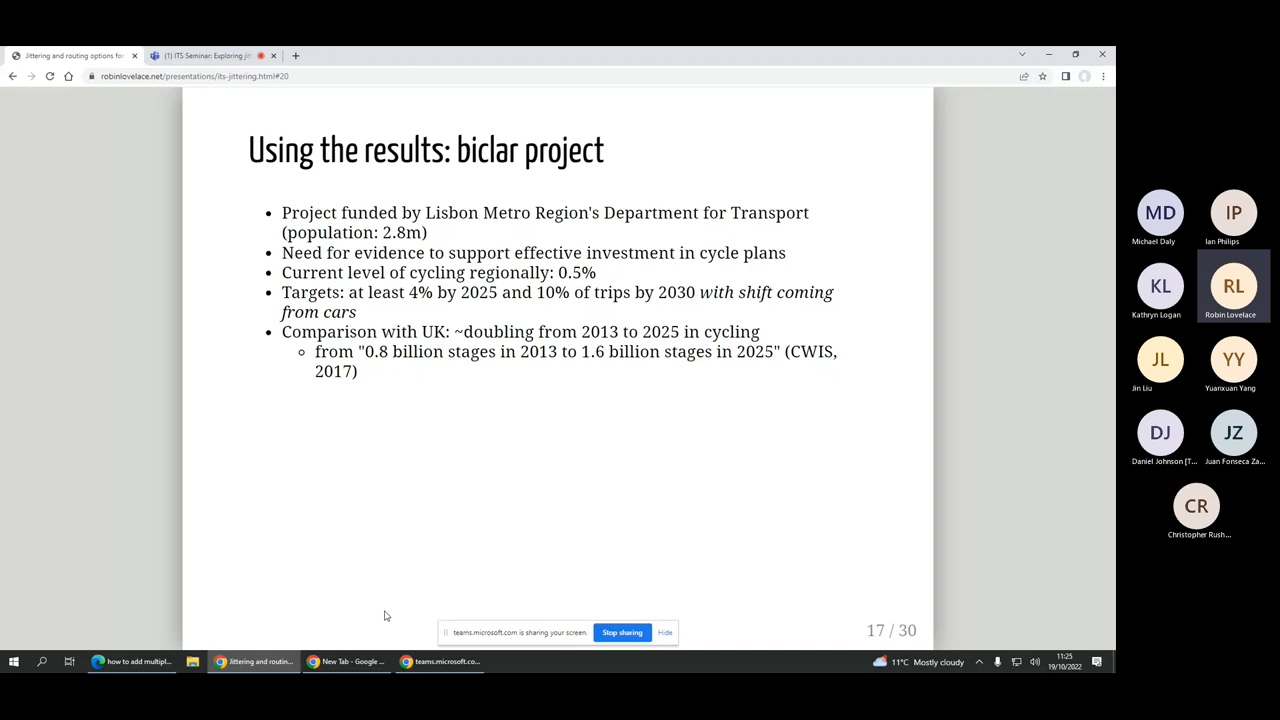 Jittering and routing options for
(1) ITS Seminar: Exploring jit
robinlovelace.net/presentations/its-jittering.html#20
Using the results: biclar project
Project funded by Lisbon Metro Region's Department for Transport
(population: 2.8m)
Need for evidence to support effective investment in cycle plans
Current level of cycling regionally: 0.5%
Targets: at least 4% by 2025 and 10% of trips by 2030 with shift coming
from cars
Comparison with UK: ~doubling from 2013 to 2025 in cycling
from "0.8 billion stages in 2013 to 1.6 billion stages in 2025" (CWIS,
2017)
teams.microsoft.com is sharing your screen.
Stop sharing
Hide
17 / 30
MD
Michael Daly
IP
Ian Philips
KL
Kathryn Logan
RL
Robin Lovelace
JL
Jin Liu
YY
Yuanxuan Yang
DJ
Daniel Johnson [T...
JZ
Juan Fonseca Za...
CR
Christopher Rush...
how to add multipl...
Jittering and routin...
New Tab - Google ...
teams.microsoft.co...
11°C Mostly cloudy
11:25
19/10/2022